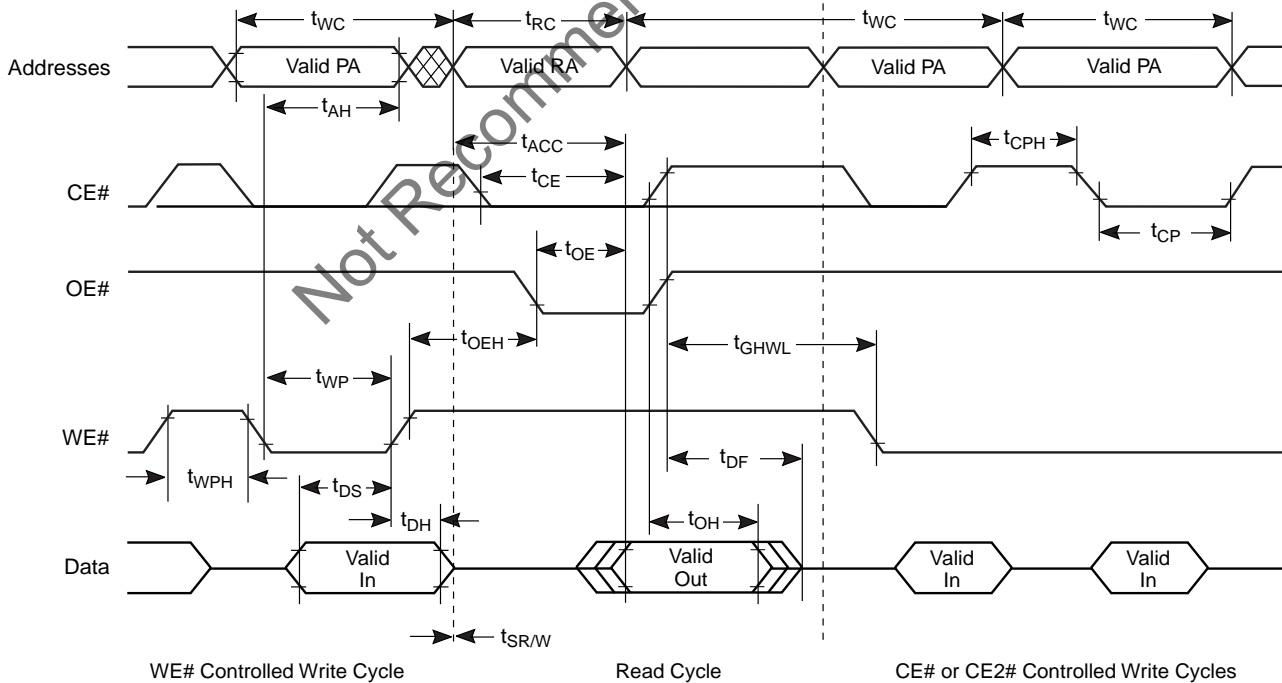 tWC
tRC
tWC
tWC
Addresses
Valid PA
Valid RA
Valid PA
Valid PA
tAH
tACC
tCPH
CE#
tCE
tCP
tOE
OE#
tOEH
tGHWL
tWP
WE#
tWPH
tDS
tDF
tDH
tOH
Data
Valid
In
Valid
Out
Valid
In
Valid
In
tSR/W
WE# Controlled Write Cycle
Read Cycle
CE# or CE2# Controlled Write Cycles
Not Recommen